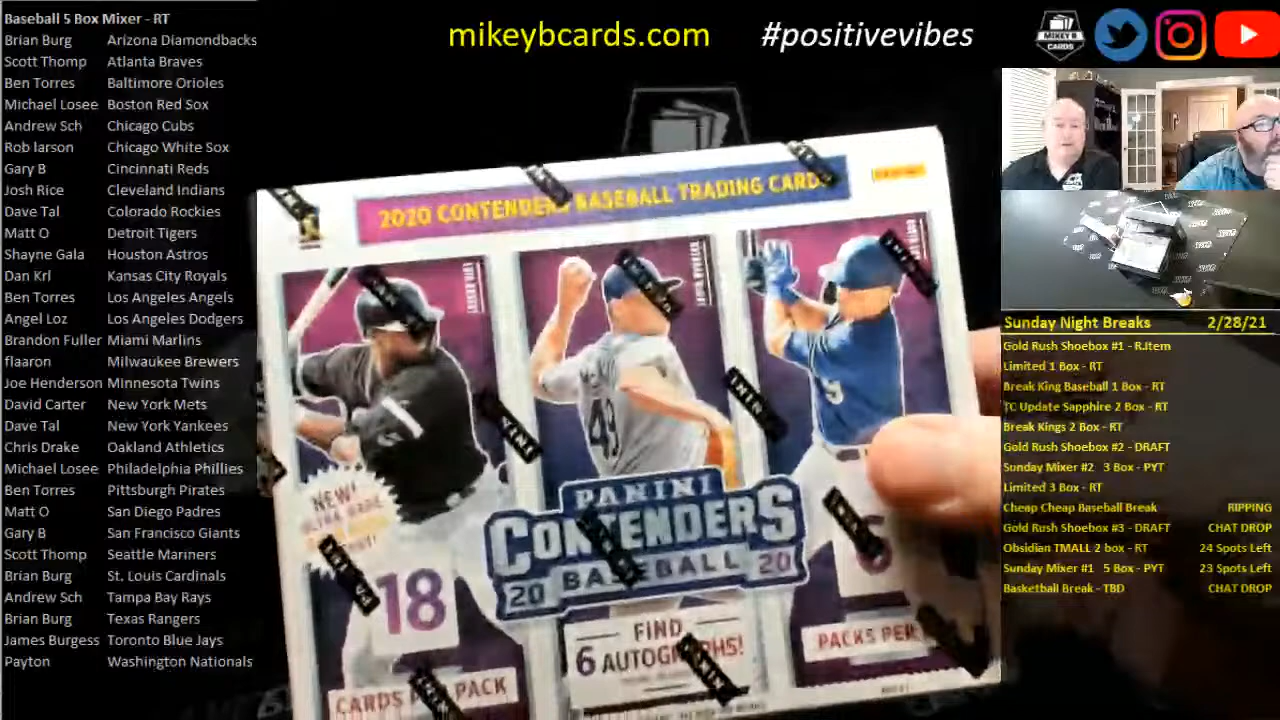 Baseball 5 Box Mixer - RT
Brian Burg Arizona Diamondbacks
Scott Thomp Atlanta Braves
Ben Torres Baltimore Orioles
Michael Losee Boston Red Sox
Andrew Sch Chicago Cubs
Rob larson Chicago White Sox
Gary B Cincinnati Reds
Josh Rice Cleveland Indians
Dave Tal Colorado Rockies
Matt O Detroit Tigers
Shayne Gala Houston Astros
Dan Krl Kansas City Royals
Ben Torres Los Angeles Angels
Angel Loz Los Angeles Dodgers
Brandon Fuller Miami Marlins
flaaron Milwaukee Brewers
Joe Henderson Minnesota Twins
David Carter New York Mets
Dave Tal New York Yankees
Chris Drake Oakland Athletics
Michael Losee Philadelphia Phillies
Ben Torres Pittsburgh Pirates
Matt O San Diego Padres
Gary B San Francisco Giants
Scott Thomp Seattle Mariners
Brian Burg St. Louis Cardinals
Andrew Sch Tampa Bay Rays
Brian Burg Texas Rangers
James Burgess Toronto Blue Jays
Payton Washington Nationals
mikeybcards.com #positivevibes
MIKEY B
CARDS
2020 CONTENDERS BASEBALL TRADING CARDS
PANINI
49
9
NEW!
PANINI
CONTENDERS
20 BASEBALL 20
18
CARDS PER PACK
FIND
6 AUTOGRAPHS!
6
PACKS PER
Sunday Night Breaks 2/28/21
Gold Rush Shoebox #1 - R.Item
Limited 1 Box - RT
Break King Baseball 1 Box - RT
TC Update Sapphire 2 Box - RT
Break Kings 2 Box - RT
Gold Rush Shoebox #2 - DRAFT
Sunday Mixer #2 3 Box - PYT
Limited 3 Box - RT
Cheap Cheap Baseball Break RIPPING
Gold Rush Shoebox #3 - DRAFT CHAT DROP
Obsidian TMALL 2 box - RT 24 Spots Left
Sunday Mixer #1 5 Box - PYT 23 Spots Left
Basketball Break - TBD CHAT DROP